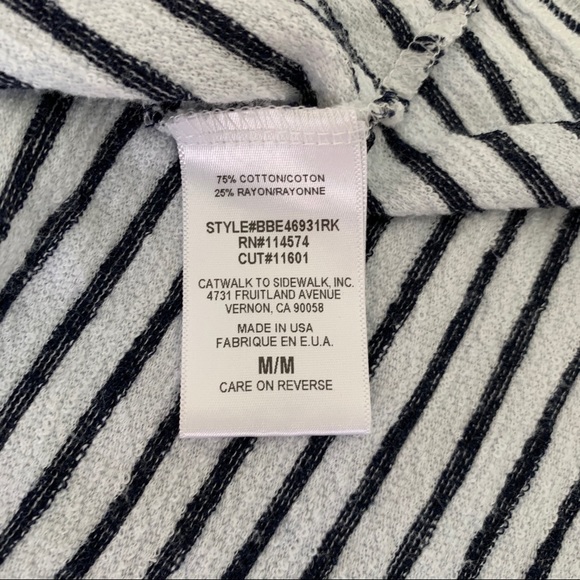 75% COTTON/COTON
25% RAYON/RAYONNE
STYLE#BBE46931RK
RN#114574
CUT#11601
CATWALK TO SIDEWALK, INC.
4731 FRUITLAND AVENUE
VERNON, CA 90058
MADE IN USA
FABRIQUE EN E.U.A.
M/M
CARE ON REVERSE